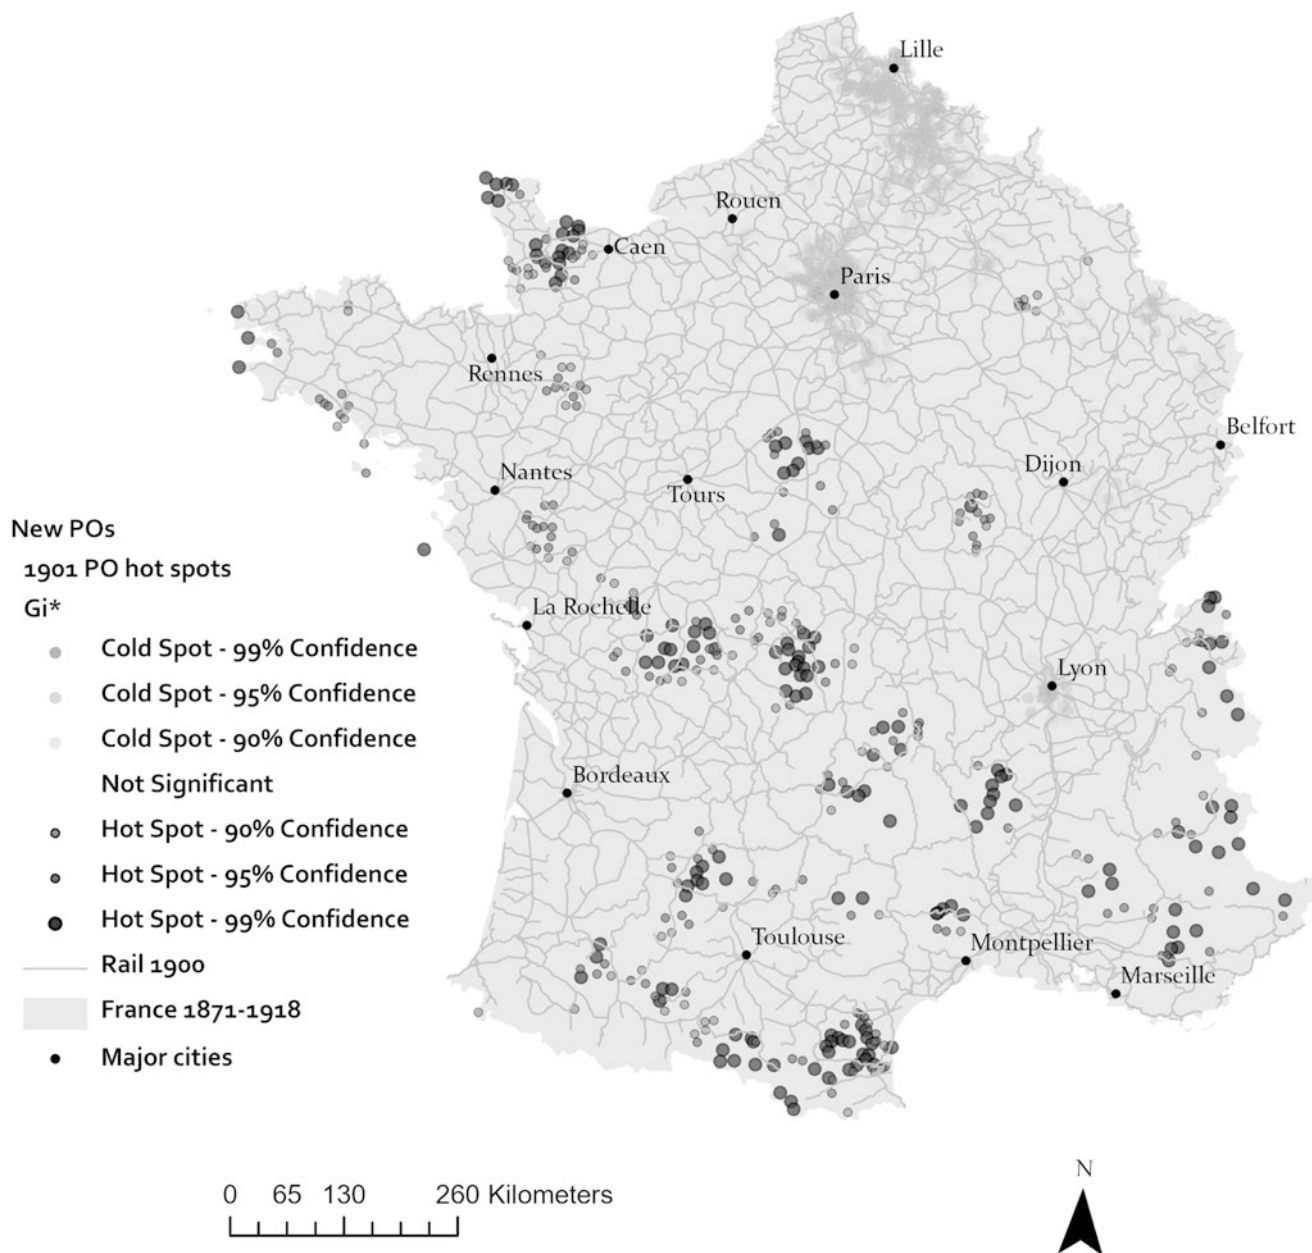 Lille
Rouen
Caen
Paris
Rennes
Belfort
Nantes
Tours
Dijon
New POs
1901 PO hot spots
Gi*
La Rochelle
Cold Spot - 99% Confidence
Cold Spot - 95% Confidence
Lyon
Cold Spot - 90% Confidence
Not Significant
Bordeaux
Hot Spot - 90% Confidence
Hot Spot - 95% Confidence
Hot Spot - 99% Confidence
Toulouse
Montpellier
Rail 1900
Marseille
France 1871-1918
Major cities
N
0 65 130 260 Kilometers